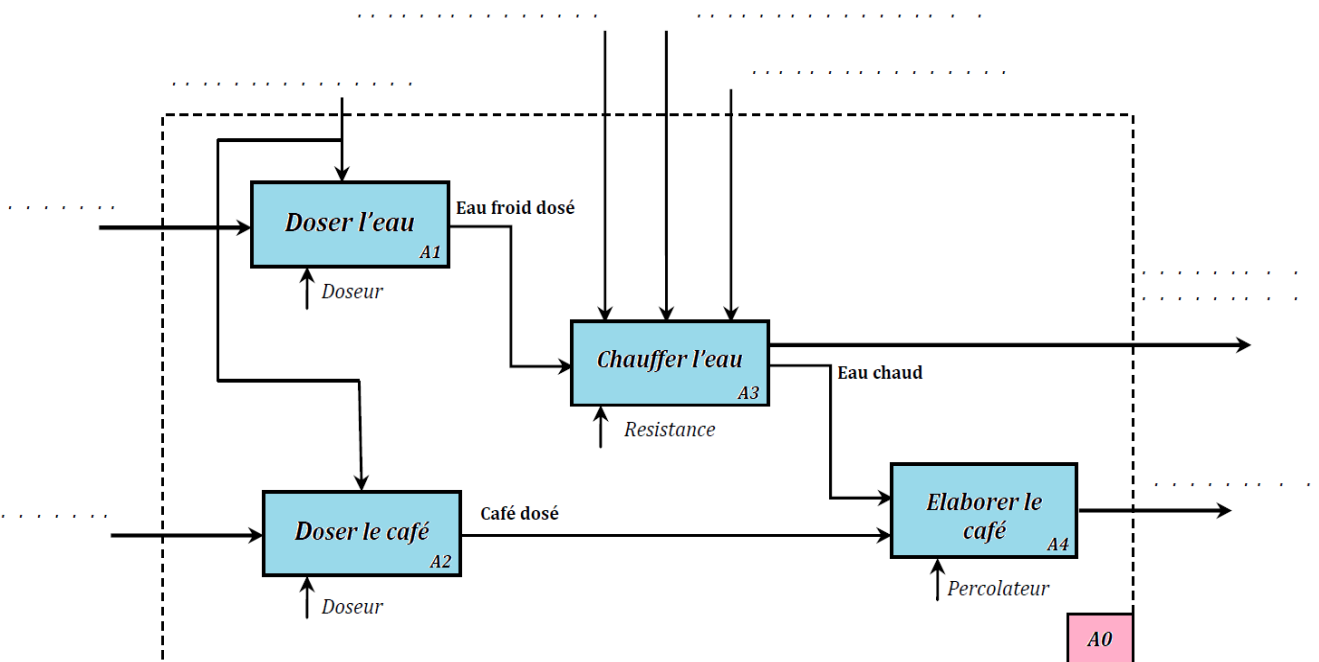 Doser l'eau
A1
Eau froid dosé
Doseur
Chauffer l'eau
A3
Eau chaud
Resistance
Doser le café
A2
Café dosé
Elaborer le
café
A4
Doseur
Percolateur
A0